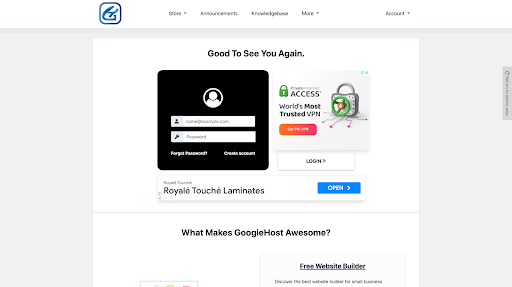 Store
Announcements
Knowledgebase
More
Account
Good To See You Again.
name@example.com
Password
Forgot Password?
Create account
Private Internet
ACCESS
World's Most
Trusted VPN
Get PIA VPN
LOGIN
Royalé Touché
Royalé Touché Laminates
OPEN
Return to admin area
What Makes GoogieHost Awesome?
Free Website Builder
Discover the best website builder for small business